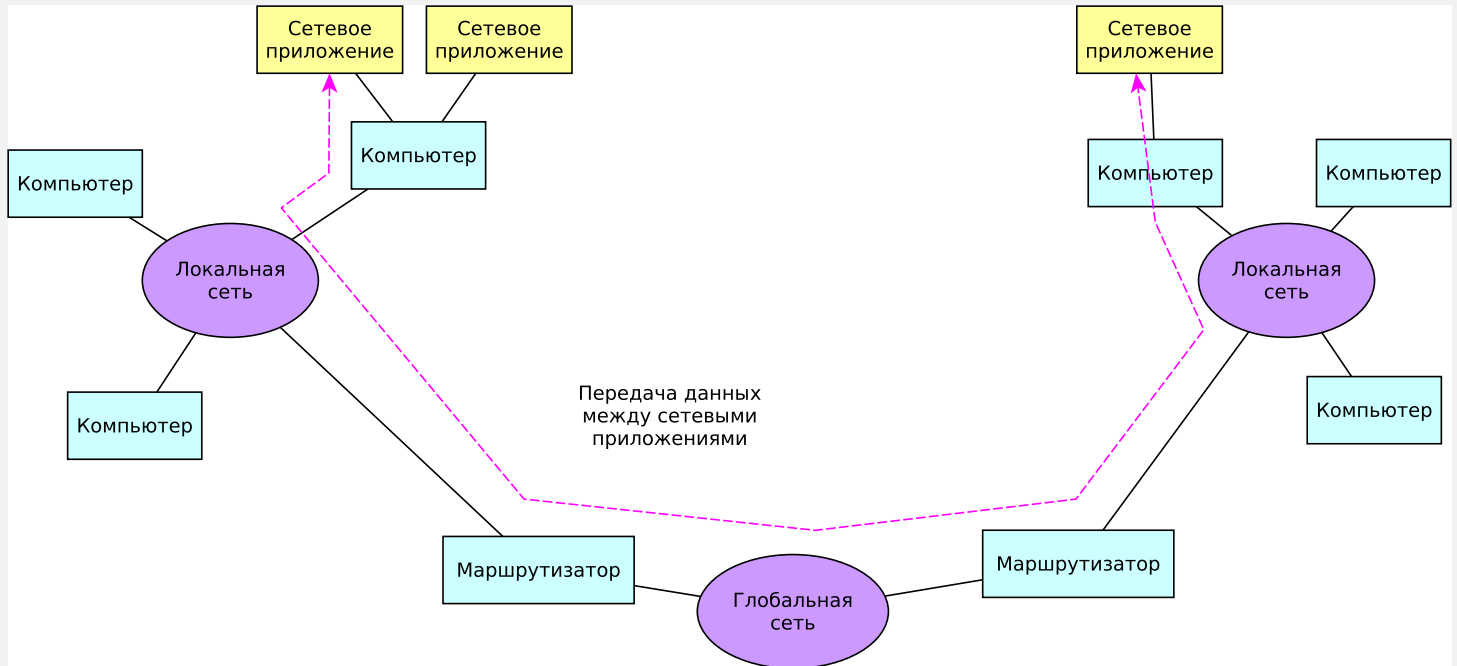 Сетевое
приложение
Сетевое
приложение
Сетевое
приложение
Компьютер
Компьютер
Компьютер
Компьютер
Локальная
сеть
Локальная
сеть
Передача данных
между сетевыми
приложениями
Компьютер
Компьютер
Маршрутизатор
Маршрутизатор
Глобальная
сеть